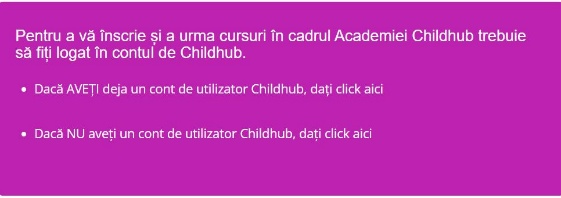 Pentru a vă înscrie și a urma cursuri în cadrul Academiei Childhub trebuie
să fiți logat în contul de Childhub.
• Dacă AVEȚI deja un cont de utilizator Childhub, dați click aici
• Dacă NU aveți un cont de utilizator Childhub, dați click aici